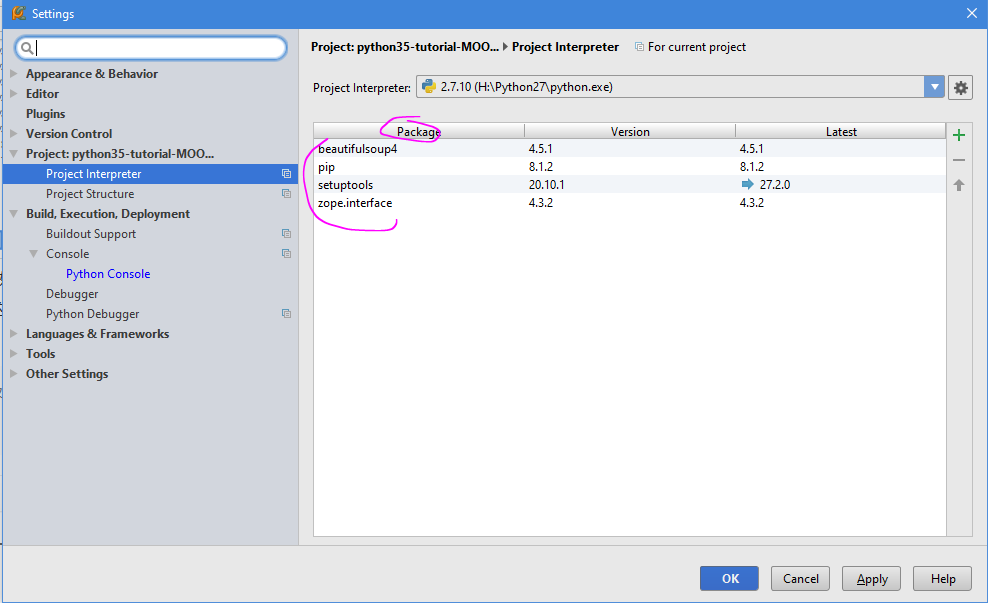 Settings
Project: python35-tutorial-MOO... Project Interpreter For current project
Appearance & Behavior
Editor
Plugins
Version Control
Project: python35-tutorial-MOO...
Project Interpreter
Project Structure
Build, Execution, Deployment
Buildout Support
Console
Python Console
Debugger
Python Debugger
Languages & Frameworks
Tools
Other Settings
Project Interpreter: 2.7.10 (H:\Python27\python.exe)
Package Version Latest
beautifulsoup4 4.5.1 4.5.1
pip 8.1.2 8.1.2
setuptools 20.10.1 27.2.0
zope.interface 4.3.2 4.3.2
OK Cancel Apply Help